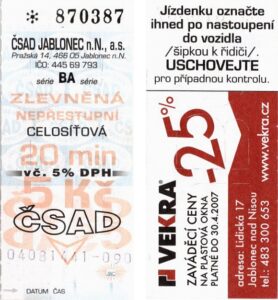 * 870387
ČSAD JABLONEC n.N., a.s.
Pražská 14, 466 05 Jablonec n.N.
IČO: 445 69 793
série BA série
ZLEVNĚNÁ
NEPŘESTUPNÍ
CELOSÍŤOVÁ
20 min
vč. 5% DPH
5 Kč
ČSAD
DATUM ČAS
Jízdenku označte
ihned po nastoupení
do vozidla
/šipkou k řidiči/.
USCHOVEJTE
pro případnou kontrolu.
VEKRA
-25%
ZAVÁDĚCÍ CENY
NA PLASTOVÁ OKNA
PLATÍ DO 30.4.2007
adresa: Lidická 17
Jablonec nad Nisou
tel.: 483 300 653
www.vekra.cz